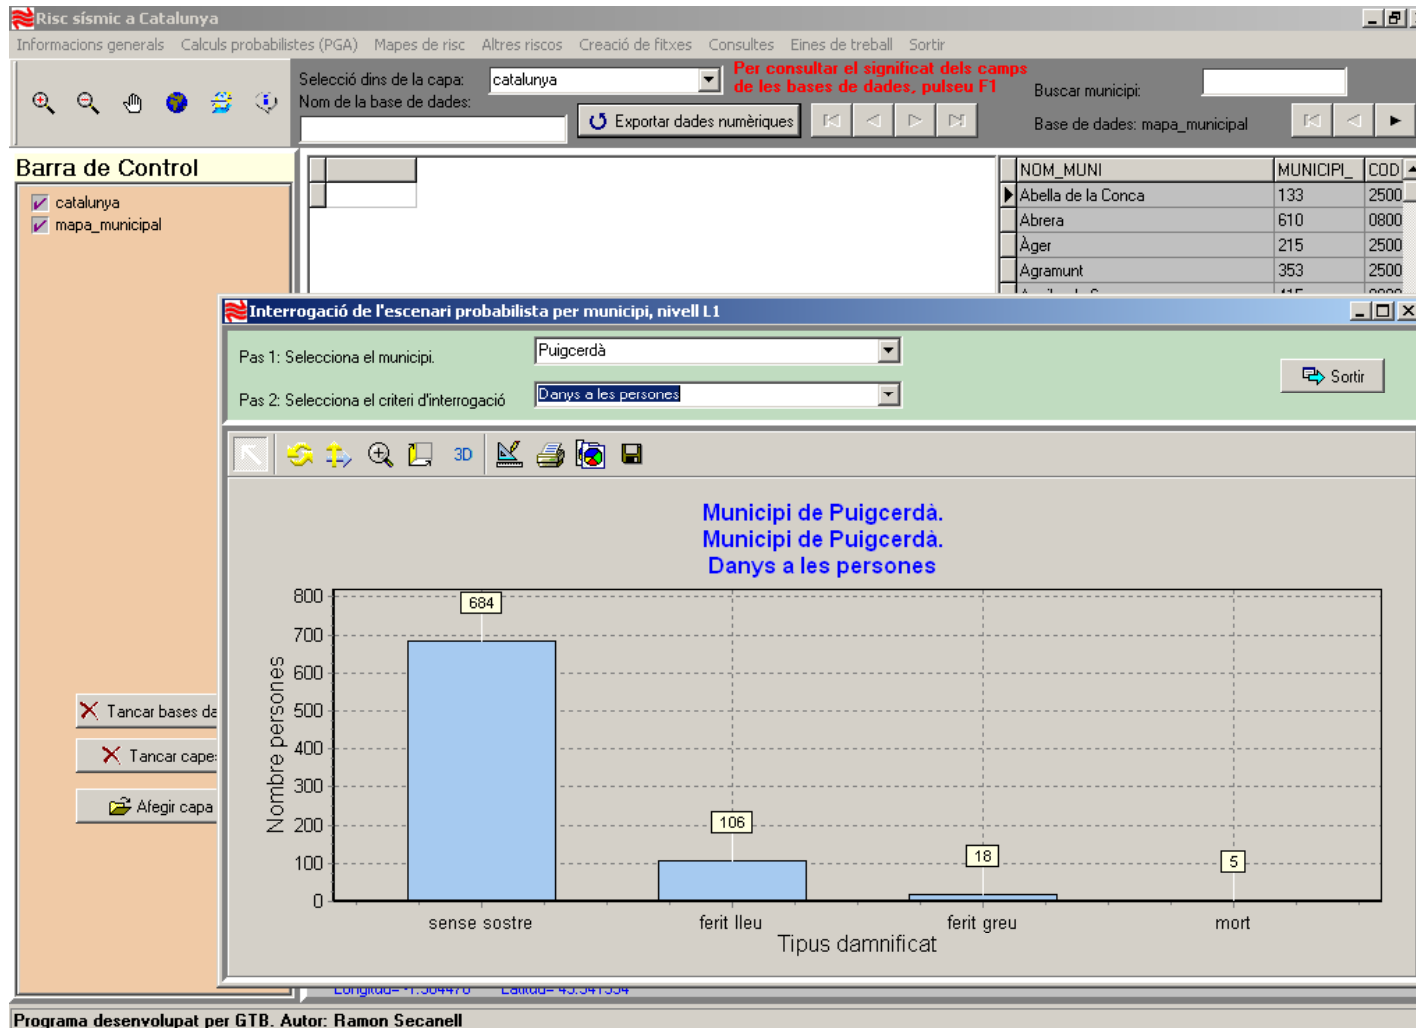 Risc sísmic a Catalunya
Informacions generals Calculs probabilistes (PGA) Mapes de risc Altres riscos Creació de fitxes Consultes Eines de treball Sortir
Selecció dins de la capa: catalunya
Per consultar el significat dels camps
de les bases de dades, pulseu F1
Nom de la base de dades:
Exportar dades numèriques
Buscar municipi:
Base de dades: mapa_municipal
Barra de Control
catalunya
mapa_municipal
NOM_MUNI MUNICIPI_ COD
Abella de la Conca 133 2500
Abrera 610 0800
Àger 215 2500
Agramunt 353 2500
Interrogació de l'escenari probabilista per municipi, nivell L1
Pas 1: Selecciona el municipi. Puigcerdà
Pas 2: Selecciona el criteri d'interrogació Danys a les persones
Sortir
3D
Municipi de Puigcerdà.
Municipi de Puigcerdà.
Danys a les persones
800
700
600
500
400
300
200
100
0
Nombre persones
684
106
18
5
sense sostre ferit lleu ferit greu mort
Tipus damnificat
Tancar bases da
Tancar cape
Afegir capa
Programa desenvolupat per GTB. Autor: Ramon Secanell